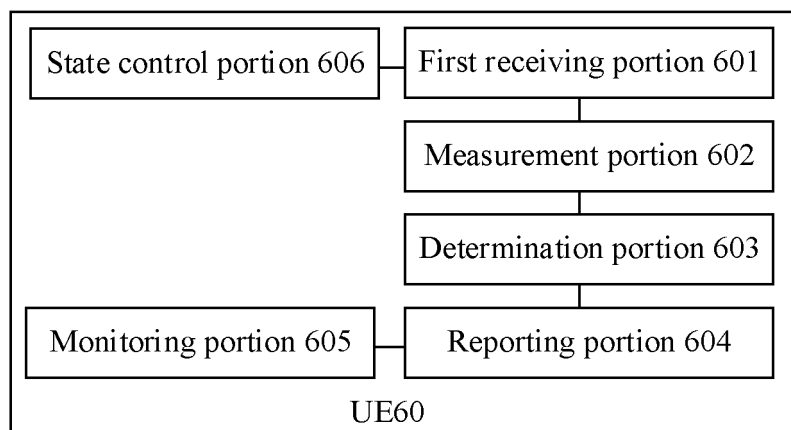 State control portion 606
First receiving portion 601
Measurement portion 602
Determination portion 603
Monitoring portion 605
Reporting portion 604
UE60